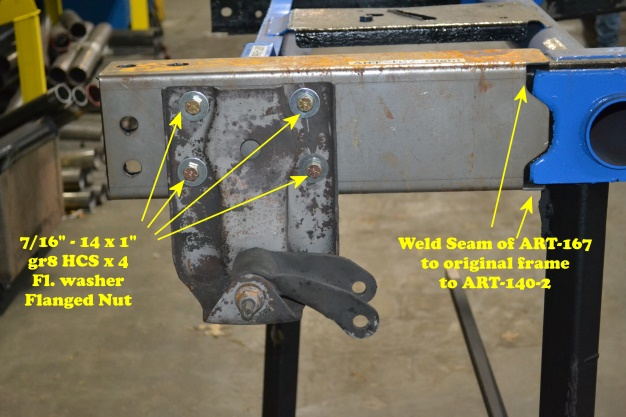 7/16" - 14 x 1"
gr8 HCS x 4
Fl. washer
Flanged Nut
Weld Seam of ART-167
to original frame
to ART-140-2